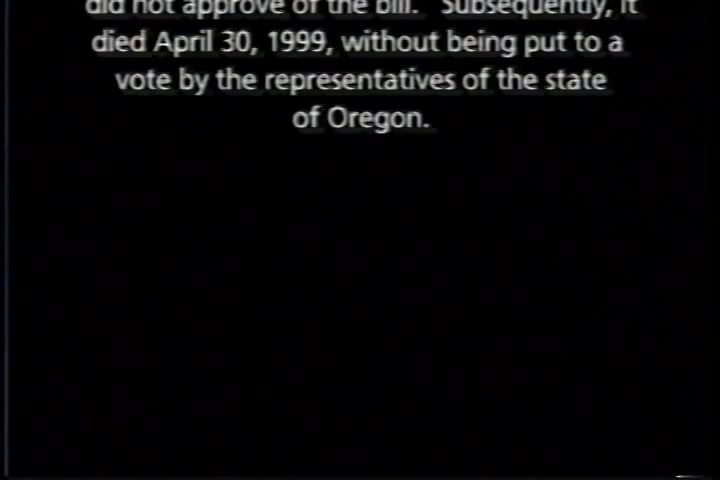 did not approve of the bill. Subsequently, it
died April 30, 1999, without being put to a
vote by the representatives of the state
of Oregon.